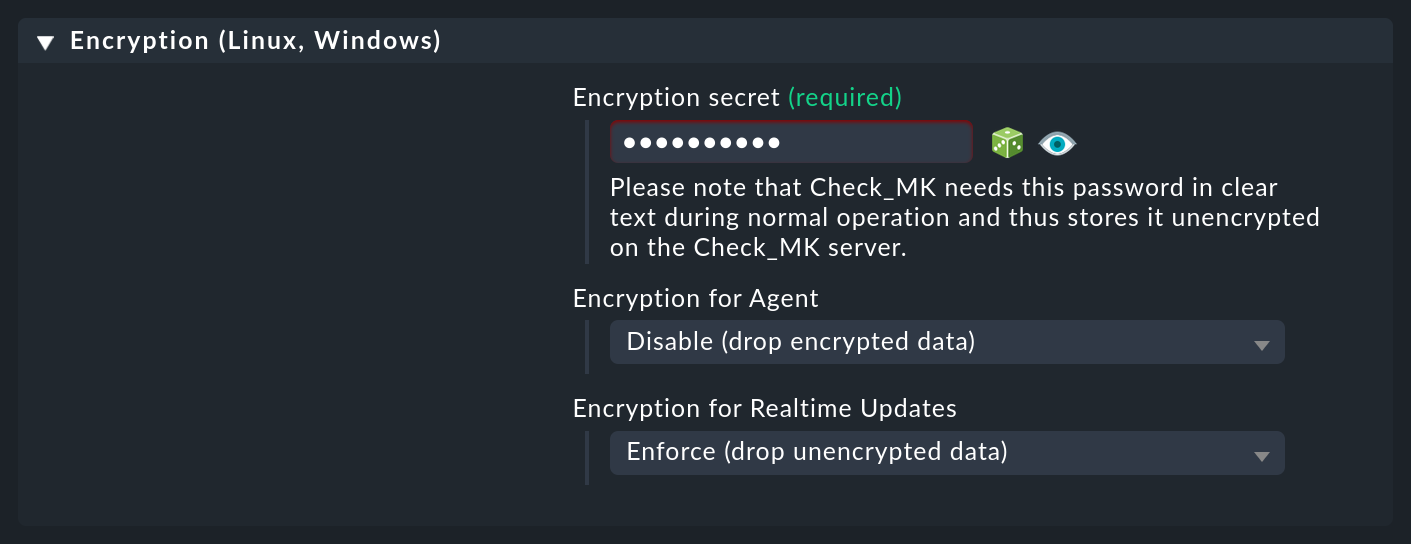 Encryption (Linux, Windows)
Encryption secret (required)
●●●●●●●●●●
Please note that Check_MK needs this password in clear
text during normal operation and thus stores it unencrypted
on the Check_MK server.
Encryption for Agent
Disable (drop encrypted data)
Encryption for Realtime Updates
Enforce (drop unencrypted data)